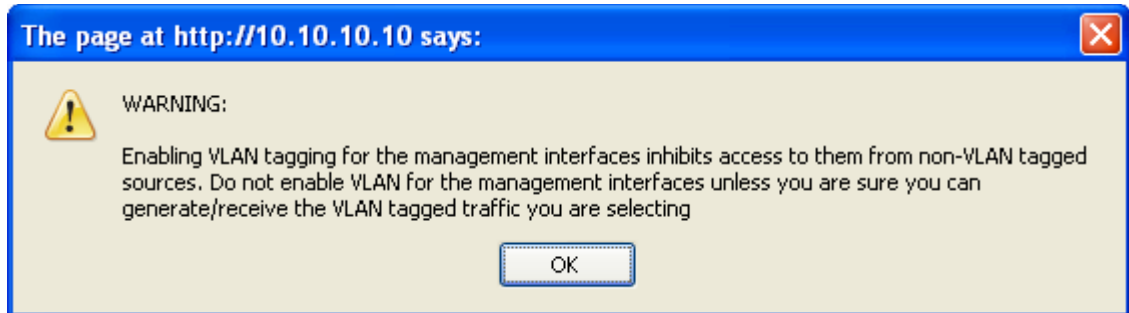 The page at http://10.10.10.10 says:
WARNING:
Enabling VLAN tagging for the management interfaces inhibits access to them from non-VLAN tagged
sources. Do not enable VLAN for the management interfaces unless you are sure you can
generate/receive the VLAN tagged traffic you are selecting
OK